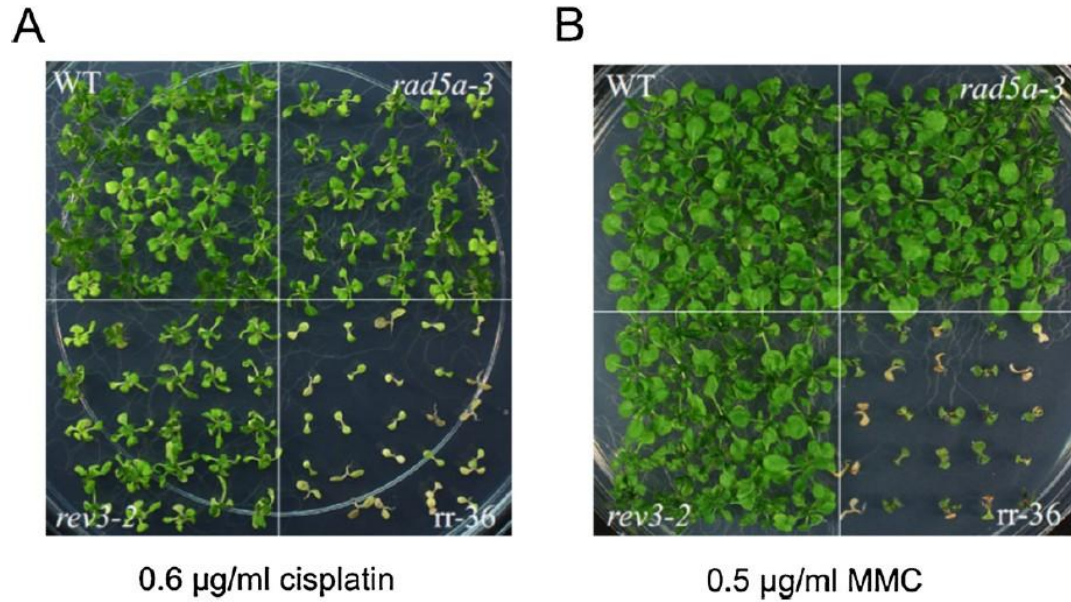 A
B
WT
rad5a-3
rev3-2
rr-36
0.6 µg/ml cisplatin
WT
rad5a-3
rev3-2
rr-36
0.5 µg/ml MMC